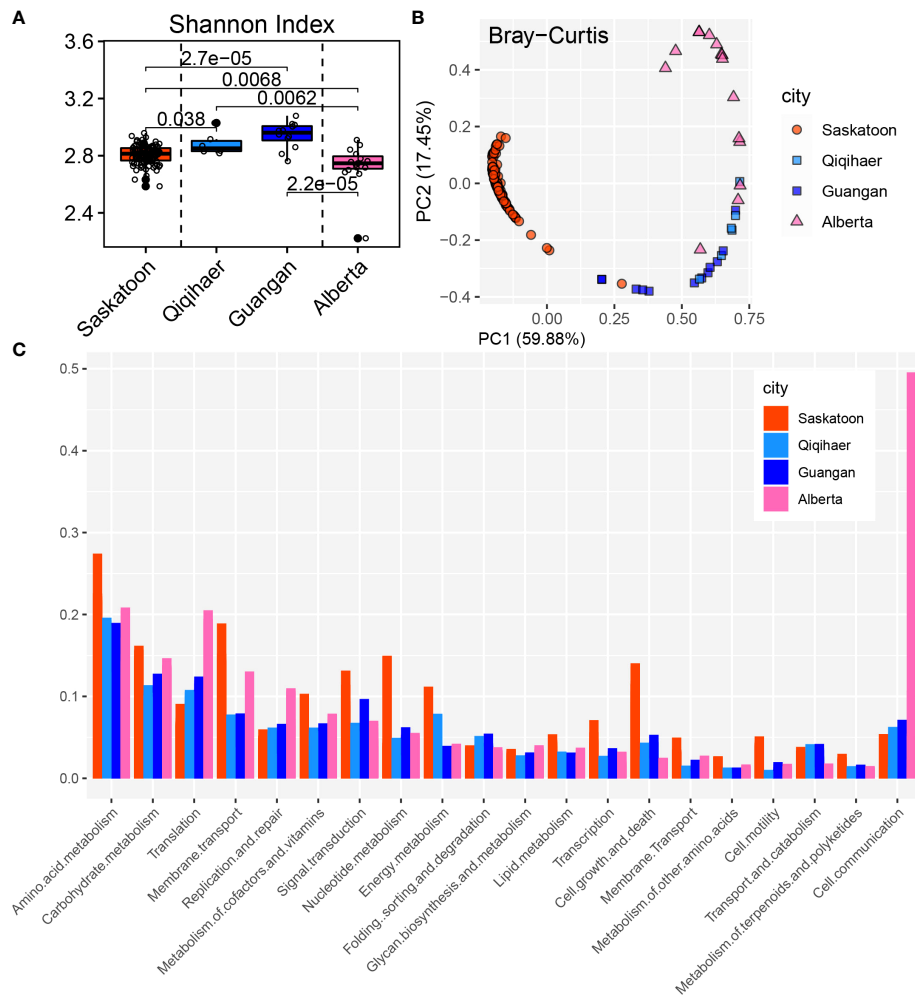 A
Shannon Index
3.6
3.2
2.8
2.4
2.7e−05
0.0068
0.0062
0.038
2.2e−05
Saskatoon
Qiqihaer
Guangan
Alberta
B
Bray−Curtis
PC2 (17.45%)
0.4
0.2
0.0
−0.2
−0.4
0.00
0.25
0.50
0.75
PC1 (59.88%)
city
Saskatoon
Qiqihaer
Guangan
Alberta
C
0.5
0.4
0.3
0.2
0.1
0.0
city
Saskatoon
Qiqihaer
Guangan
Alberta
Amino.acid.metabolism
Carbohydrate.metabolism
Translation
Membrane.transport
Replication.and.repair
Metabolism.of.cofactors.and.vitamins
Signal.transduction
Nucleotide.metabolism
Energy.metabolism
Folding..sorting.and.degradation
Glycan.biosynthesis.and.metabolism
Lipid.metabolism
Transcription
Cell.growth.and.death
Membrane.Transport
Metabolism.of.other.amino.acids
Cell.motility
Transport.and.catabolism
Metabolism.of.terpenoids.and.polyketides
Cell.communication